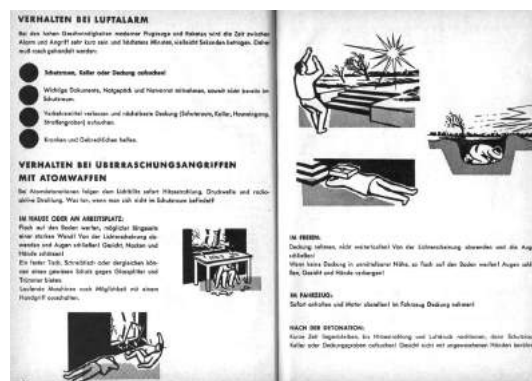 VERHALTEN BEI LUFTALARM
Bei den hohen Geschwindigkeiten moderner Flugzeuge und Raketen wird die Zeit zwischen
Alarm und Angriff sehr kurz sein und höchstens Minuten, vielleicht Sekunden betragen. Daher
muß rasch gehandelt werden:
Schutzraum, Keller oder Deckung aufsuchen!
Wichtige Dokumente, Notgepäck und Notvorrat mitnehmen, soweit nicht bereits im
Schutzraum.
Verkehrsmittel verlassen und nächstbeste Deckung (Schutzraum, Keller, Hauseingang,
Straßengraben) aufsuchen.
Kranken und Gebrechlichen helfen.
VERHALTEN BEI ÜBERRASCHUNGSANGRIFFEN
MIT ATOMWAFFEN
Bei Atomdetonationen folgen dem Lichtblitz sofort Hitzestrahlung, Druckwelle und radio-
aktive Strahlung. Was tun, wenn man sich nicht im Schutzraum befindet?
IM HAUSE ODER AM ARBEITSPLATZ:
Flach auf den Boden werfen, möglichst längsseits
einer starken Wand! Von der Lichterscheinung ab-
wenden und Augen schließen! Gesicht, Nacken und
Hände schützen!
Ein fester Tisch, Schreibtisch oder dergleichen kön-
nen einen gewissen Schutz gegen Glassplitter und
Trümmer bieten.
Laufende Maschinen nach Möglichkeit mit einem
Handgriff ausschalten.
IM FREIEN:
Deckung nehmen, nicht weiterlaufen! Von der Lichterscheinung abwenden und die Aug
schließen!
Wenn keine Deckung in unmittelbarer Nähe, so flach auf den Boden werfen! Augen schl
ßen, Gesicht und Hände verbergen!
IM FAHRZEUG:
Sofort anhalten und Motor abstellen! Im Fahrzeug Deckung nehmen!
NACH DER DETONATION:
Kurze Zeit liegenbleiben, bis Hitzestrahlung und Luftdruck nachlassen, dann Schutzrau
Keller oder Deckungsgraben aufsuchen! Gesicht nicht mit ungewaschenen Händen berühre